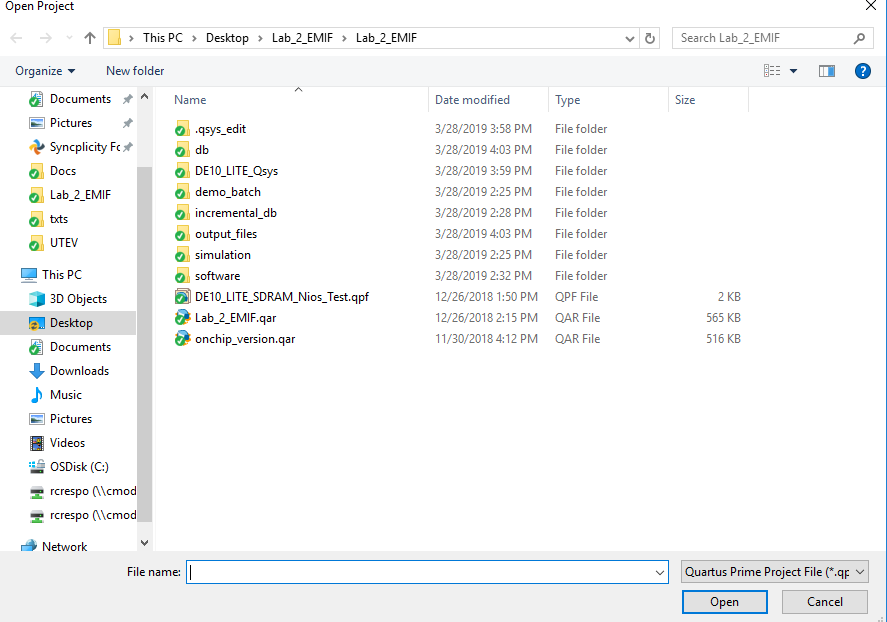 Open Project
This PC > Desktop > Lab_2_EMIF > Lab_2_EMIF
Search Lab_2_EMIF
Organize
New folder
?
Documents
Pictures
Syncplicity Fo
Docs
Lab_2_EMIF
txts
UTEV
This PC
3D Objects
Desktop
Documents
Downloads
Music
Pictures
Videos
OSDisk (C:)
rcrespo (\\cmod
rcrespo (\\cmod
Network
Name Date modified Type Size
.qsys_edit 3/28/2019 3:58 PM File folder
db 3/28/2019 4:03 PM File folder
DE10_LITE_Qsys 3/28/2019 3:59 PM File folder
demo_batch 3/28/2019 2:25 PM File folder
incremental_db 3/28/2019 2:28 PM File folder
output_files 3/28/2019 4:03 PM File folder
simulation 3/28/2019 2:25 PM File folder
software 3/28/2019 2:32 PM File folder
DE10_LITE_SDRAM_Nios_Test.qpf 12/26/2018 1:50 PM QPF File 2 KB
Lab_2_EMIF.qar 12/26/2018 2:15 PM QAR File 565 KB
onchip_version.qar 11/30/2018 4:12 PM QAR File 516 KB
File name:
Quartus Prime Project File (*.qp
Open
Cancel